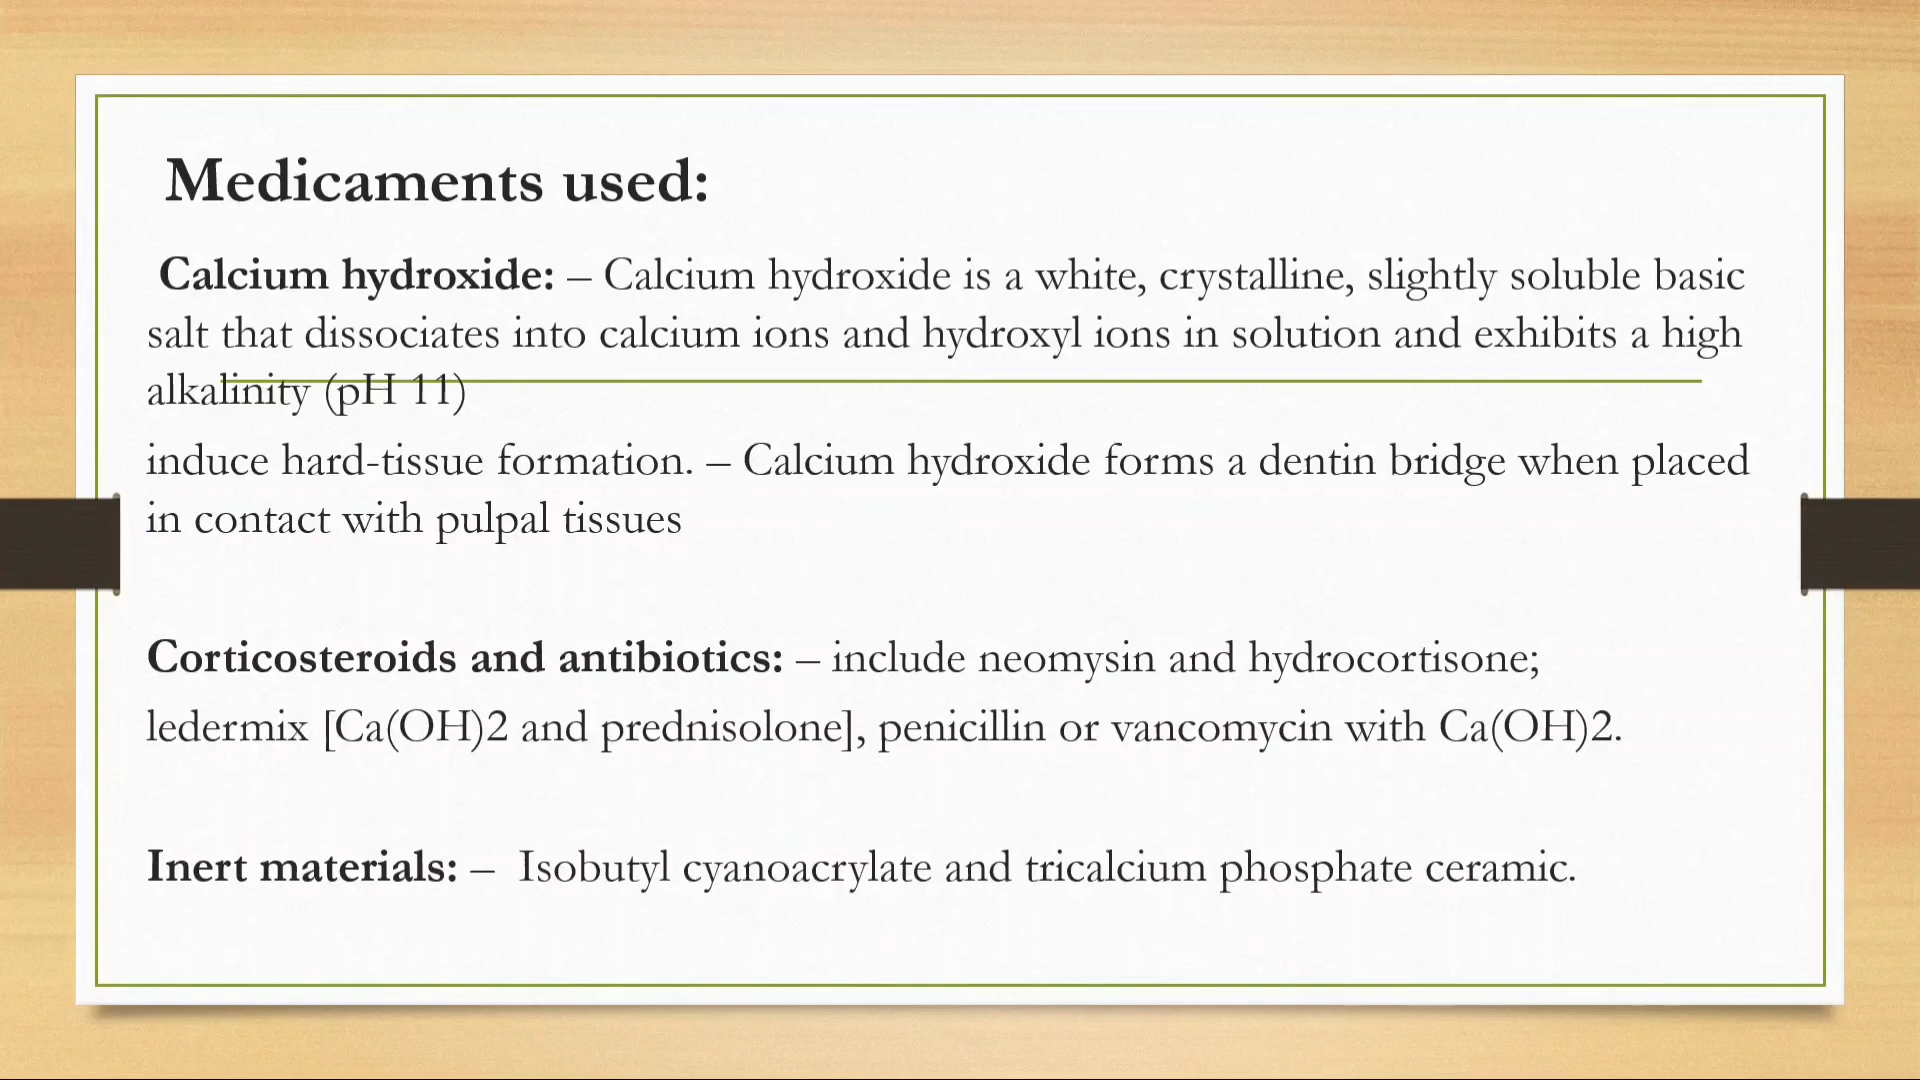 Medicaments used:
Calcium hydroxide: – Calcium hydroxide is a white, crystalline, slightly soluble basic
salt that dissociates into calcium ions and hydroxyl ions in solution and exhibits a high
alkalinity (pH 11)
induce hard-tissue formation. – Calcium hydroxide forms a dentin bridge when placed
in contact with pulpal tissues
Corticosteroids and antibiotics: – include neomysin and hydrocortisone;
ledermix [Ca(OH)2 and prednisolone], penicillin or vancomycin with Ca(OH)2.
Inert materials: – Isobutyl cyanoacrylate and tricalcium phosphate ceramic.